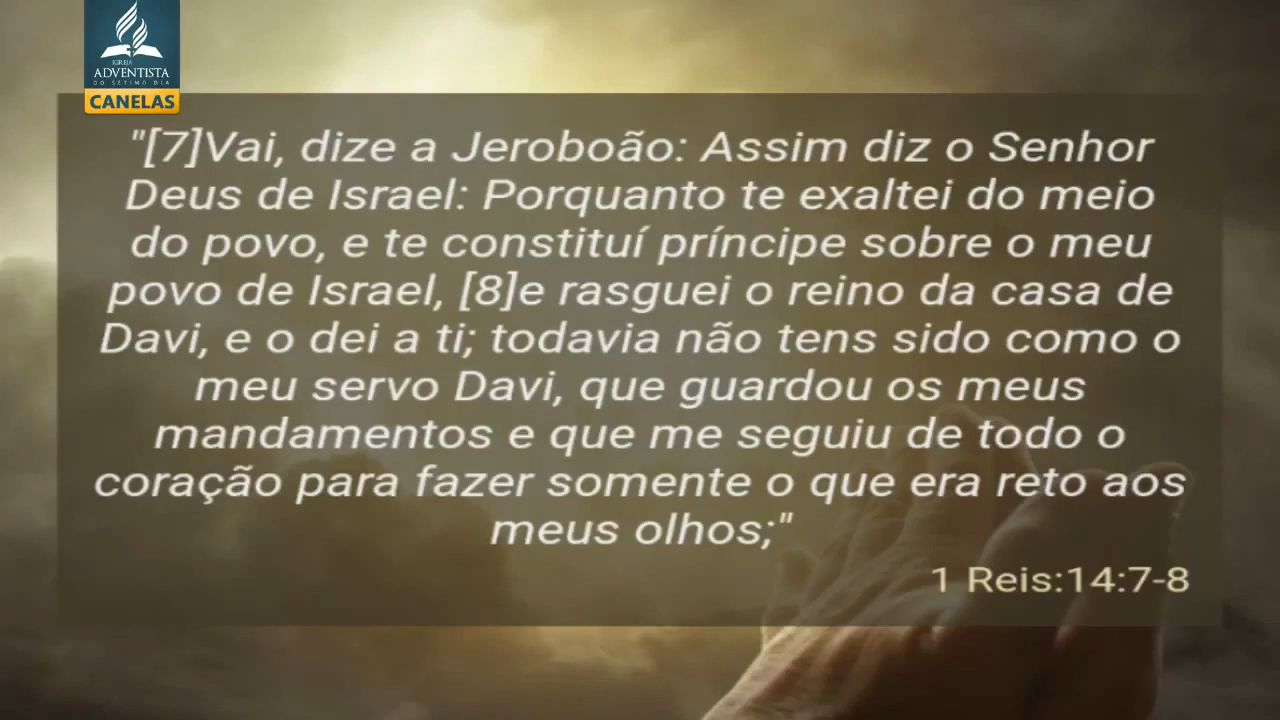 IGREJA
ADVENTISTA
DO SÉTIMO DIA
CANELAS
"[7]Vai, dize a Jeroboão: Assim diz o Senhor
Deus de Israel: Porquanto te exaltei do meio
do povo, e te constituí príncipe sobre o meu
povo de Israel, [8]e rasguei o reino da casa de
Davi, e o dei a ti; todavia não tens sido como o
meu servo Davi, que guardou os meus
mandamentos e que me seguiu de todo o
coração para fazer somente o que era reto aos
meus olhos;"
1 Reis:14:7-8